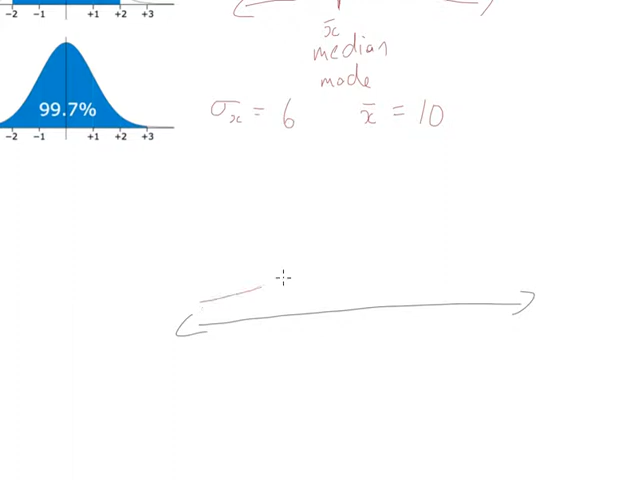 -2 -1 +1 +2 +3
x̄
median
mode
99.7%
σₓ = 6 x̄ = 10
-2 -1 +1 +2 +3